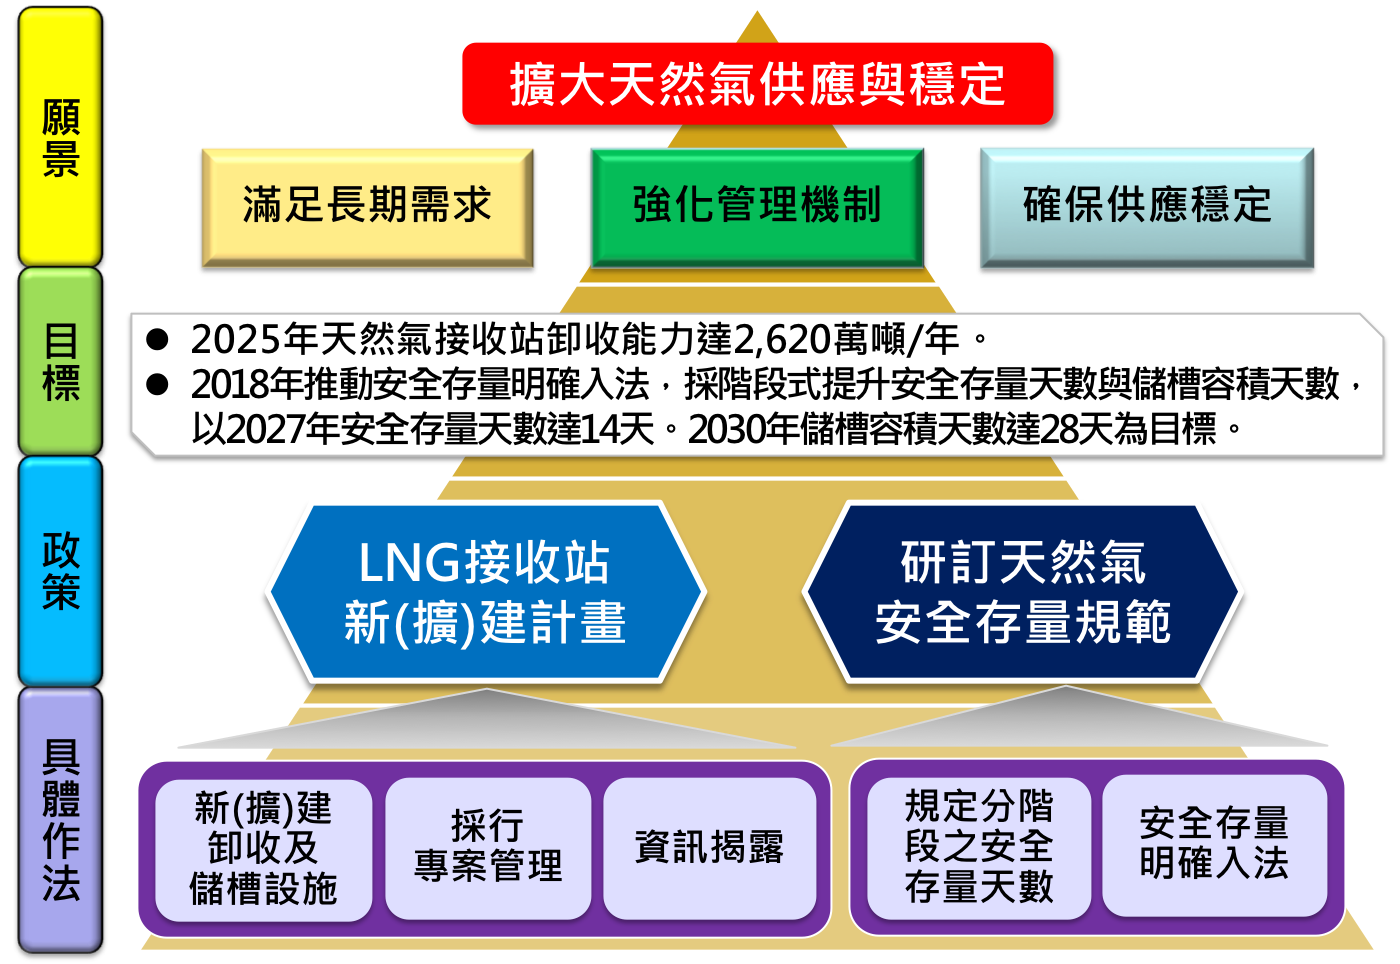 願景
擴大天然氣供應與穩定
滿足長期需求
強化管理機制
確保供應穩定
目標
● 2025年天然氣接收站卸收能力達2,620萬噸/年。
● 2018年推動安全存量明確入法，採階段式提升安全存量天數與儲槽容積天數，
以2027年安全存量天數達14天。2030年儲槽容積天數達28天為目標。
政策
LNG接收站
新(擴)建計畫
研訂天然氣
安全存量規範
具體作法
新(擴)建
卸收及
儲槽設施
採行
專案管理
資訊揭露
規定分階
段之安全
存量天數
安全存量
明確入法